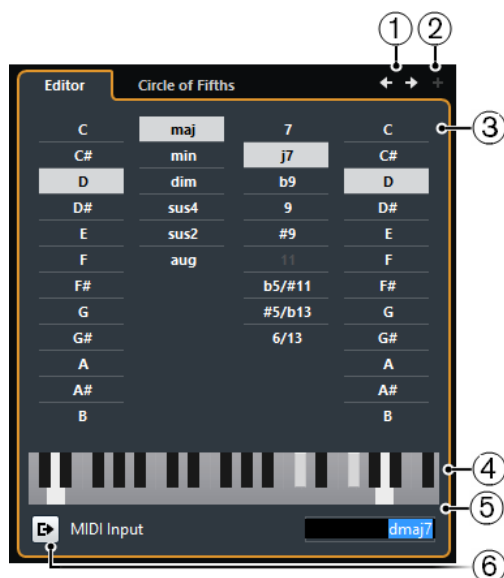 1 2
Editor Circle of Fifths
3
C maj 7 C
C# min j7 C#
D dim b9 D
D# sus4 9 D#
E sus2 #9 E
F aug 11 F
F# b5/#11 F#
G #5/b13 G
G# 6/13 G#
A A
A# A#
B B
4
5
MIDI Input dmaj7
6